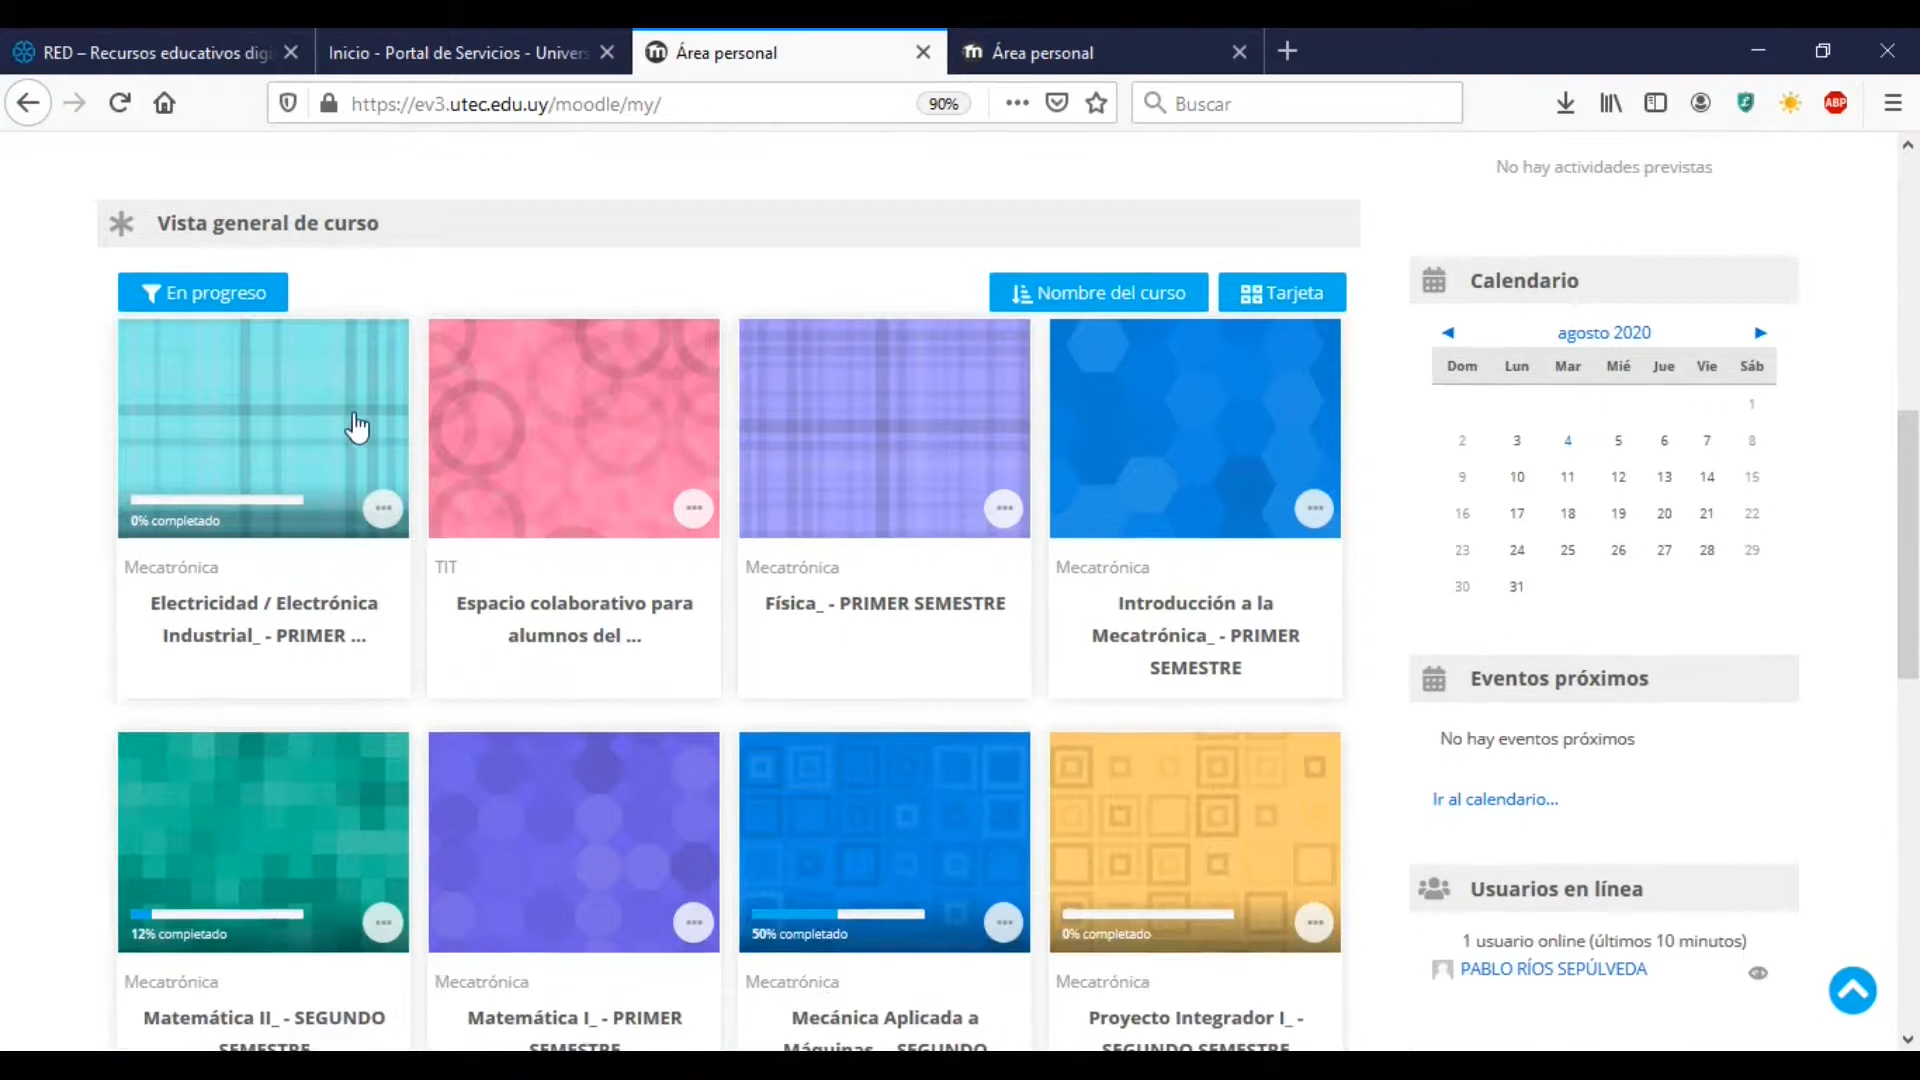 RED – Recursos educativos dig
Inicio - Portal de Servicios - Univers
Área personal
Área personal
https://ev3.utec.edu.uy/moodle/my/
90%
Buscar
ABP
No hay actividades previstas
Vista general de curso
En progreso
Nombre del curso
Tarjeta
0% completado
Mecatrónica
Electricidad / Electrónica
Industrial_ - PRIMER ...
TIT
Espacio colaborativo para
alumnos del ...
Mecatrónica
Física_ - PRIMER SEMESTRE
Mecatrónica
Introducción a la
Mecatrónica_ - PRIMER
SEMESTRE
12% completado
Mecatrónica
Matemática II_ - SEGUNDO
SEMESTRE
Mecatrónica
Matemática I_ - PRIMER
SEMESTRE
50% completado
Mecatrónica
Mecánica Aplicada a
Máquinas_ - SEGUNDO
0% completado
Mecatrónica
Proyecto Integrador I_ -
SEGUNDO SEMESTRE
Calendario
agosto 2020
Dom Lun Mar Mié Jue Vie Sáb
1
2 3 4 5 6 7 8
9 10 11 12 13 14 15
16 17 18 19 20 21 22
23 24 25 26 27 28 29
30 31
Eventos próximos
No hay eventos próximos
Ir al calendario...
Usuarios en línea
1 usuario online (últimos 10 minutos)
PABLO RÍOS SEPÚLVEDA